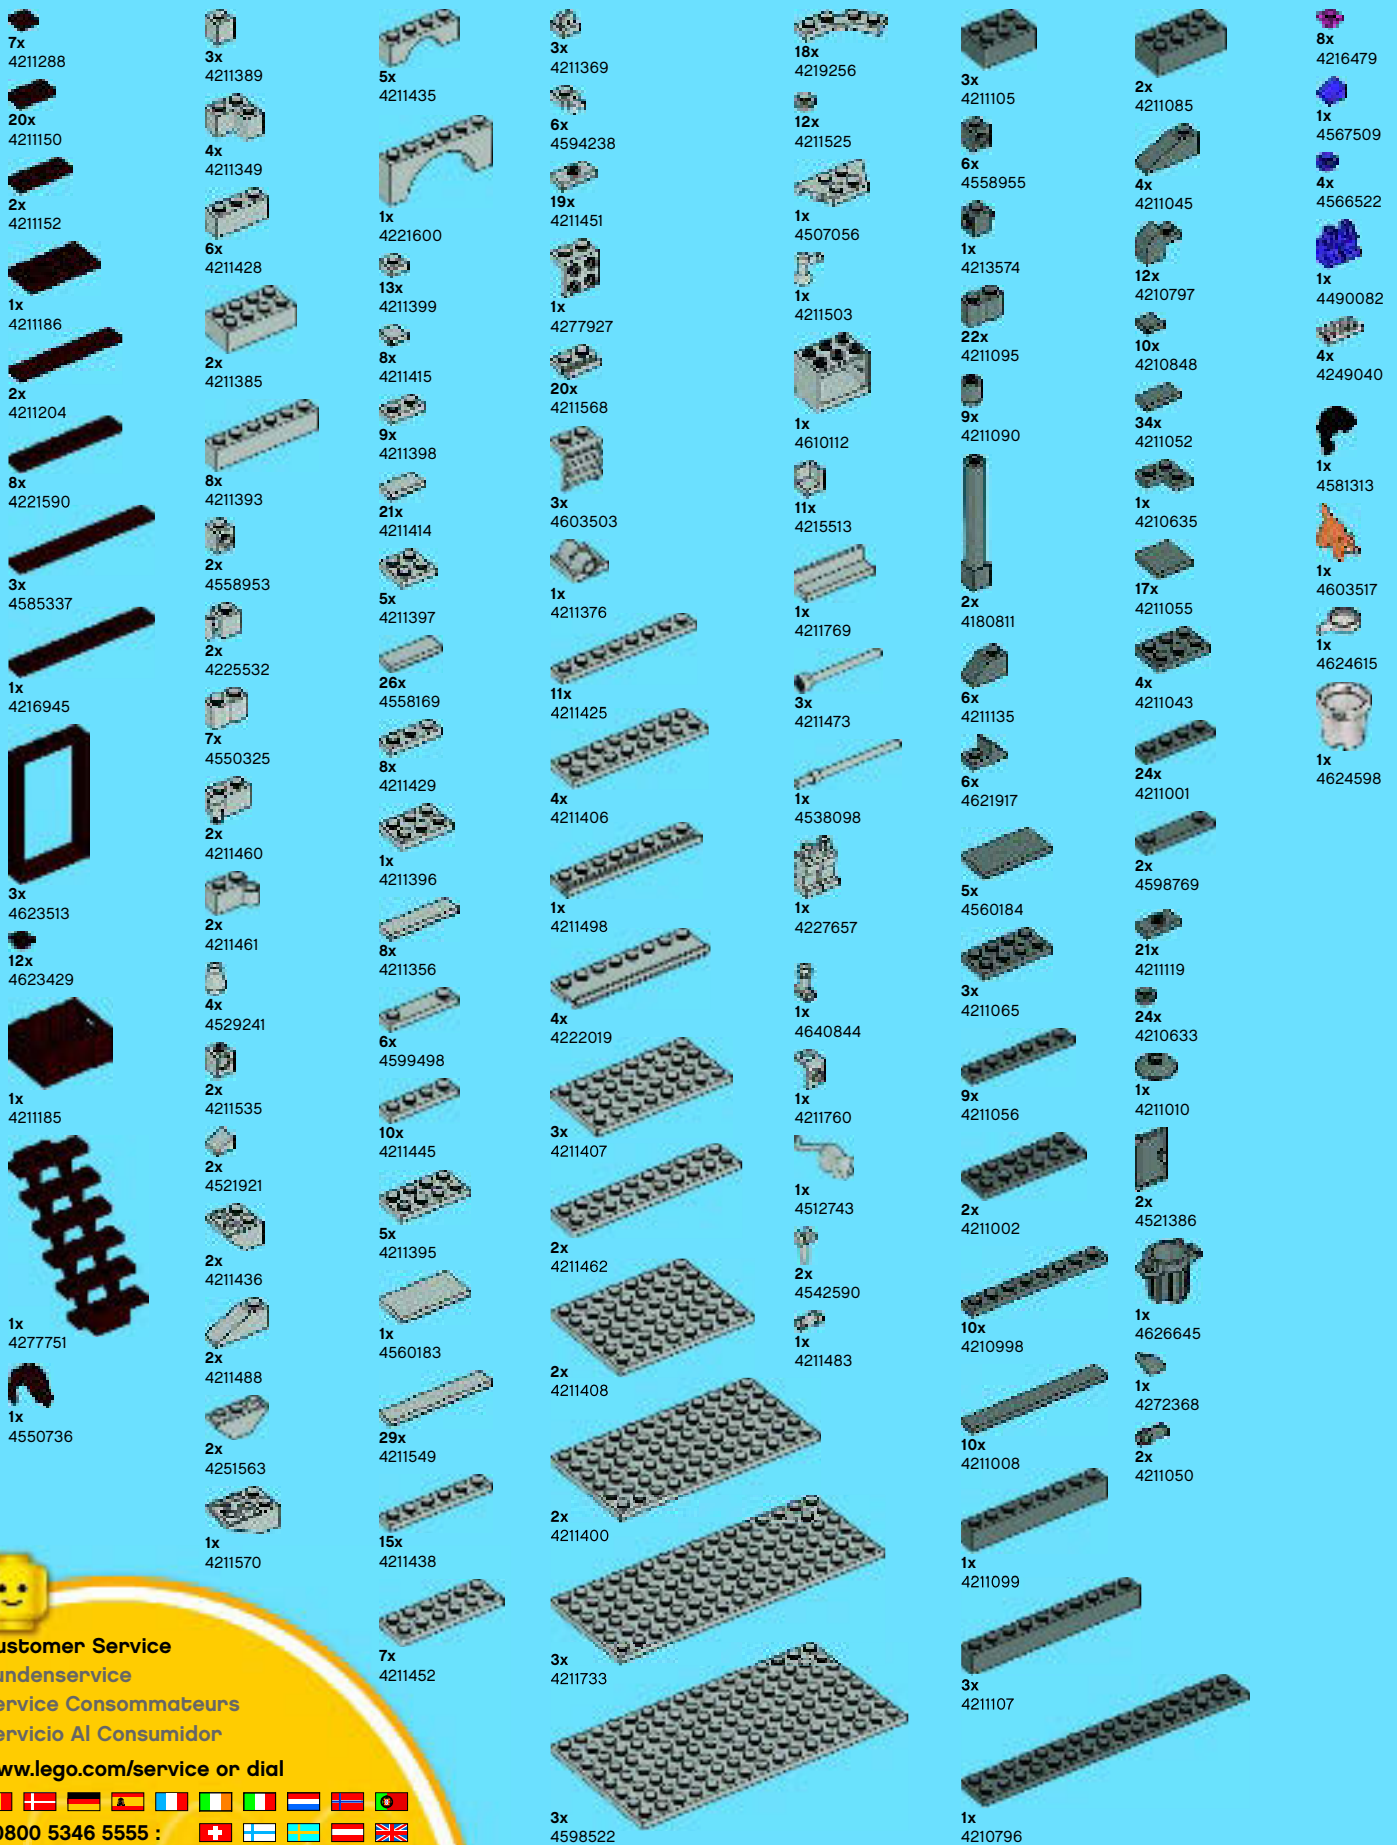 7x
4211288
20x
4211150
2x
4211152
1x
4211186
2x
4211204
8x
4221590
3x
4585337
1x
4216945
3x
4623513
12x
4623429
1x
4211185
1x
4277751
1x
4550736
3x
4211389
4x
4211349
6x
4211428
2x
4211385
8x
4211393
2x
4558953
2x
4225532
7x
4550325
2x
4211460
2x
4211461
4x
4529241
2x
4211535
2x
4521921
2x
4211436
2x
4211488
2x
4251563
1x
4211570
5x
4211435
1x
4221600
13x
4211399
8x
4211415
9x
4211398
21x
4211414
5x
4211397
26x
4558169
8x
4211429
1x
4211396
8x
4211356
6x
4599498
10x
4211445
5x
4211395
1x
4560183
29x
4211549
15x
4211438
7x
4211452
3x
4211369
6x
4594238
19x
4211451
1x
4277927
20x
4211568
3x
4603503
1x
4211376
11x
4211425
4x
4211406
1x
4211498
4x
4222019
3x
4211407
2x
4211462
2x
4211408
2x
4211400
3x
4211733
3x
4598522
18x
4219256
12x
4211525
1x
4507056
1x
4211503
1x
4610112
11x
4215513
1x
4211769
3x
4211473
1x
4538098
1x
4227657
1x
4640844
1x
4211760
1x
4512743
2x
4542590
1x
4211483
3x
4211105
6x
4558955
1x
4213574
22x
4211095
9x
4211090
2x
4180811
6x
4211135
6x
4621917
5x
4560184
3x
4211065
9x
4211056
2x
4211002
10x
4210998
10x
4211008
1x
4211099
3x
4211107
1x
4210796
2x
4211085
4x
4211045
12x
4210797
10x
4210848
34x
4211052
1x
4210635
17x
4211055
4x
4211043
24x
4211001
2x
4598769
21x
4211119
24x
4210633
1x
4211010
2x
4521386
1x
4626645
1x
4272368
2x
4211050
8x
4216479
1x
4567509
4x
4566522
1x
4490082
4x
4249040
1x
4581313
1x
4603517
1x
4624615
1x
4624598
ustomer Service
undenservice
ervice Consommateurs
ervicio Al Consumidor
ww.lego.com/service or dial
0800 5346 5555 :